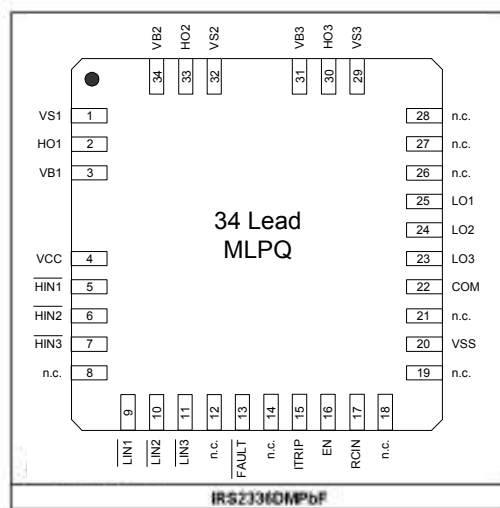 VB2 HO2 VS2 VB3 HO3 VS3
34 33 32 31 30 29
VS1 1 28 n.c.
HO1 2 27 n.c.
VB1 3 26 n.c.
25 LO1
34 Lead
MLPQ
24 LO2
VCC 4 23 LO3
HIN1 5 22 COM
HIN2 6 21 n.c.
HIN3 7 20 VSS
n.c. 8 19 n.c.
9 10 11 12 13 14 15 16 17 18
LIN1 LIN2 LIN3 n.c. FAULT n.c. ITRIP EN RCIN n.c.
IRS2336DMPbF